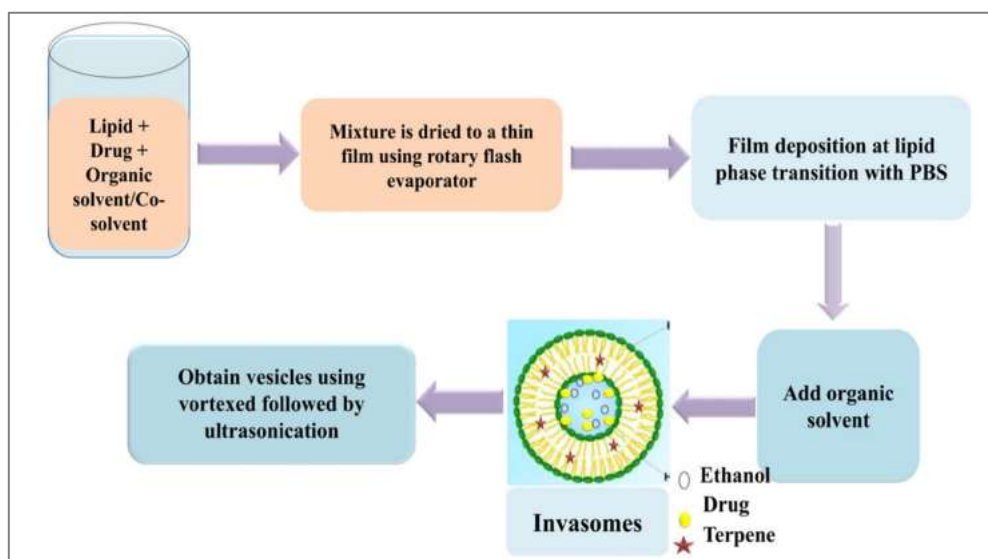 Lipid +
Drug +
Organic
solvent/Co-
solvent
Mixture is dried to a thin
film using rotary flash
evaporator
Film deposition at lipid
phase transition with PBS
Add organic
solvent
Invasomes
Ethanol
Drug
Terpene
Obtain vesicles using
vortexed followed by
ultrasonication